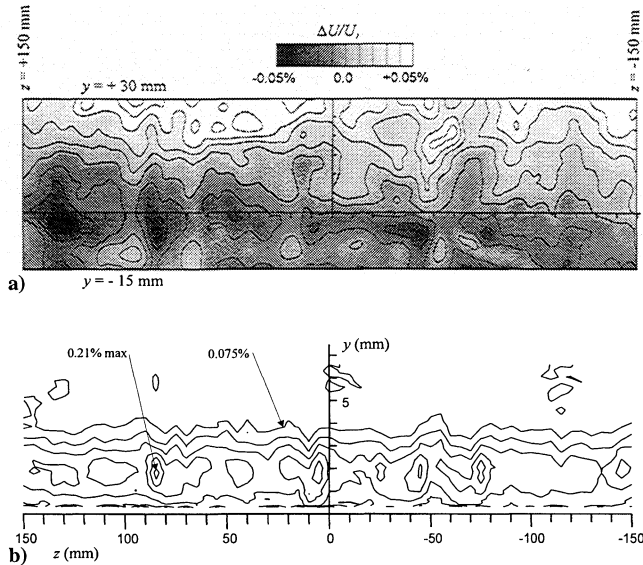 z = +150 mm
ΔU/U
-0.05% 0.0 +0.05%
z = -150 mm
y = + 30 mm
a)
y = - 15 mm
0.21% max
0.075%
y (mm)
5
150 100 50 0 -50 -100 -150
b) z (mm)